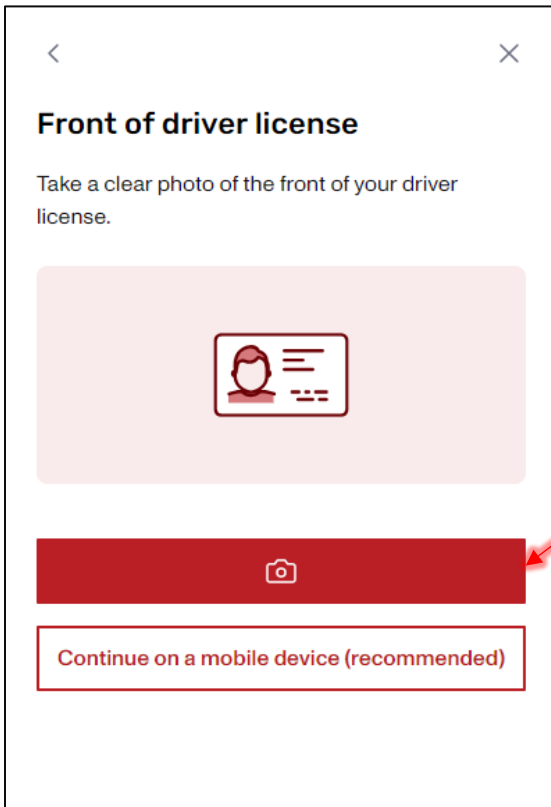 Front of driver license
Take a clear photo of the front of your driver
license.
Continue on a mobile device (recommended)